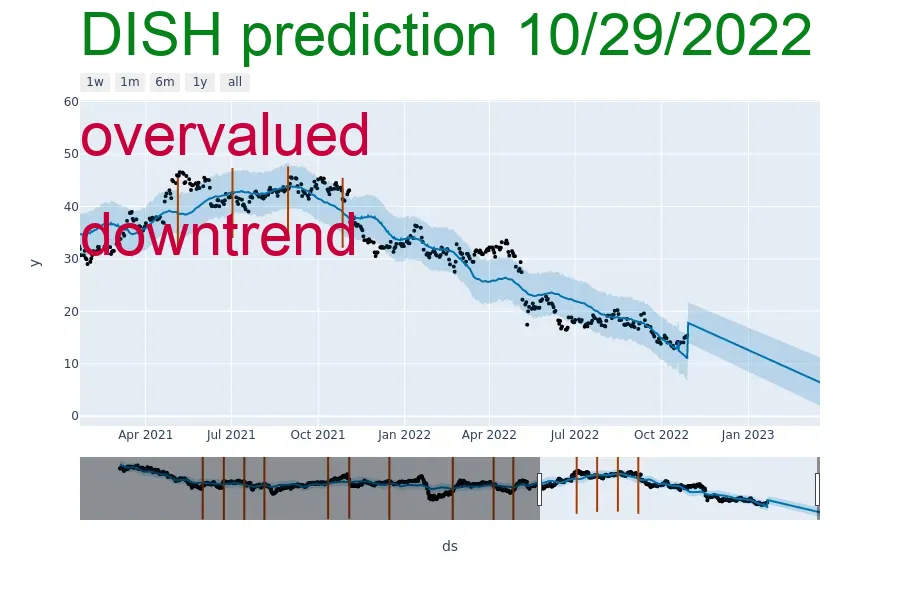 DISH prediction 10/29/2022
1w 1m 6m 1y all
overvalued
downtrend
60
50
40
30
20
10
0
y
Apr 2021 Jul 2021 Oct 2021 Jan 2022 Apr 2022 Jul 2022 Oct 2022 Jan 2023
ds